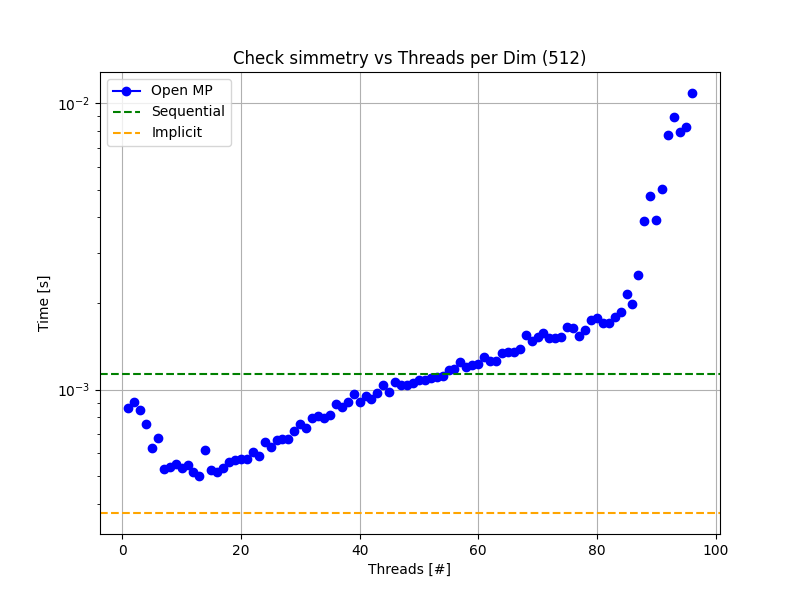 Check simmetry vs Threads per Dim (512)
Open MP
Sequential
Implicit
10⁻²
10⁻³
Time [s]
0 20 40 60 80 100
Threads [#]